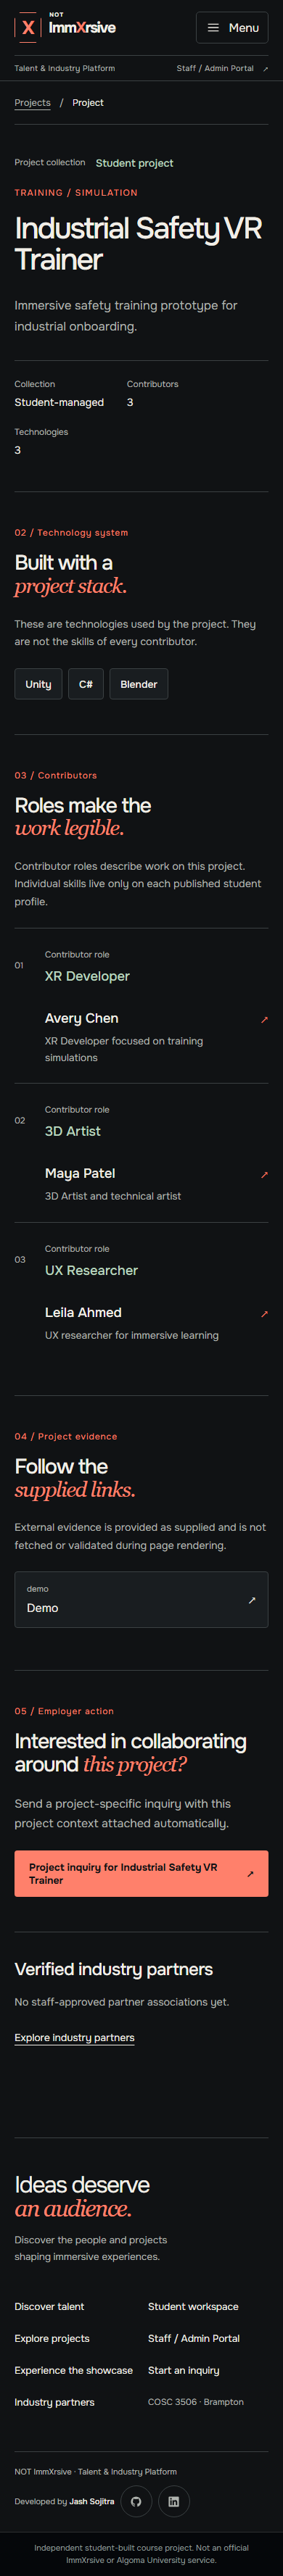 X
NOT
ImmXrsive
Menu
Talent & Industry Platform
Staff / Admin Portal ↗
Projects / Project
Project collection Student project
TRAINING / SIMULATION
Industrial Safety VR
Trainer
Immersive safety training prototype for
industrial onboarding.
Collection
Student-managed
Contributors
3
Technologies
3
02 / Technology system
Built with a
project stack.
These are technologies used by the project. They
are not the skills of every contributor.
Unity
C#
Blender
03 / Contributors
Roles make the
work legible.
Contributor roles describe work on this project.
Individual skills live only on each published student
profile.
01
Contributor role
XR Developer
Avery Chen ↗
XR Developer focused on training
simulations
02
Contributor role
3D Artist
Maya Patel ↗
3D Artist and technical artist
03
Contributor role
UX Researcher
Leila Ahmed ↗
UX researcher for immersive learning
04 / Project evidence
Follow the
supplied links.
External evidence is provided as supplied and is not
fetched or validated during page rendering.
demo
Demo ↗
05 / Employer action
Interested in collaborating
around this project?
Send a project-specific inquiry with this
project context attached automatically.
Project inquiry for Industrial Safety VR
Trainer ↗
Verified industry partners
No staff-approved partner associations yet.
Explore industry partners
Ideas deserve
an audience.
Discover the people and projects
shaping immersive experiences.
Discover talent
Student workspace
Explore projects
Staff / Admin Portal
Experience the showcase
Start an inquiry
Industry partners
COSC 3506 · Brampton
NOT ImmXrsive · Talent & Industry Platform
Developed by Jash Sojitra
Independent student-built course project. Not an official
ImmXrsive or Algoma University service.